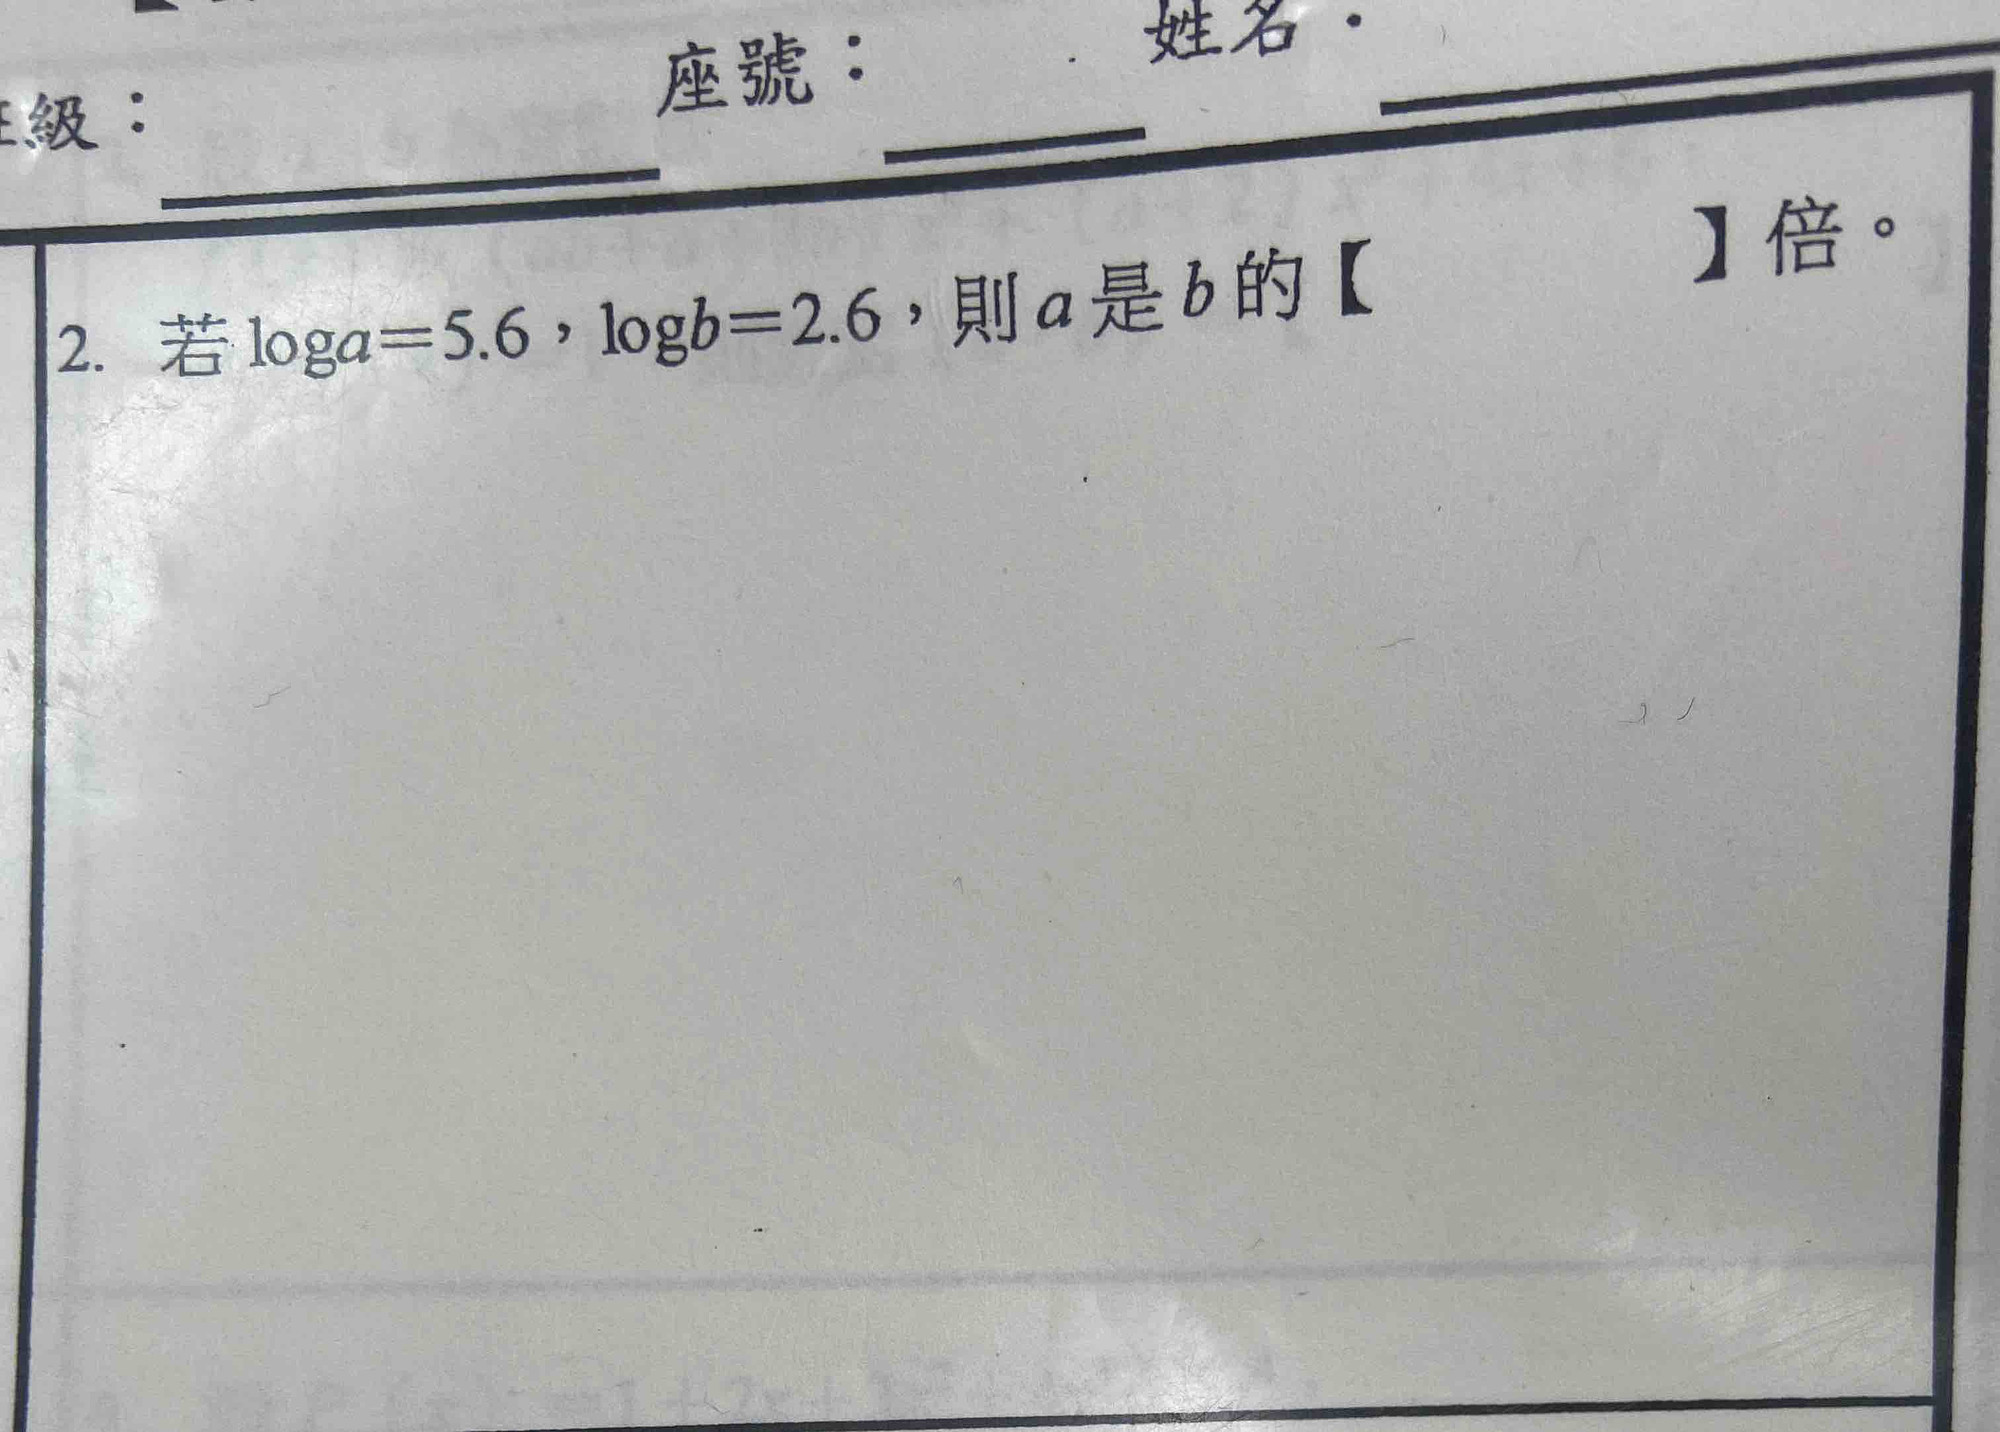 級：
座號：
姓名：
2. 若 loga=5.6，logb=2.6，則 a 是 b 的【 】倍。